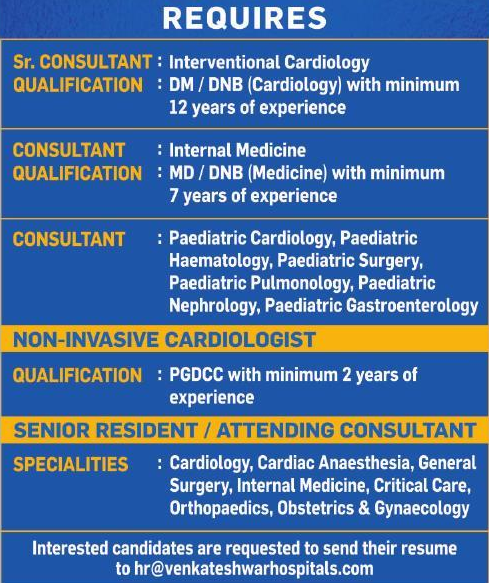 REQUIRES
Sr. CONSULTANT : Interventional Cardiology
QUALIFICATION : DM / DNB (Cardiology) with minimum
12 years of experience
CONSULTANT : Internal Medicine
QUALIFICATION : MD / DNB (Medicine) with minimum
7 years of experience
CONSULTANT : Paediatric Cardiology, Paediatric
Haematology, Paediatric Surgery,
Paediatric Pulmonology, Paediatric
Nephrology, Paediatric Gastroenterology
NON-INVASIVE CARDIOLOGIST
QUALIFICATION : PGDCC with minimum 2 years of
experience
SENIOR RESIDENT / ATTENDING CONSULTANT
SPECIALITIES : Cardiology, Cardiac Anaesthesia, General
Surgery, Internal Medicine, Critical Care,
Orthopaedics, Obstetrics & Gynaecology
Interested candidates are requested to send their resume
to hr@venkateshwarhospitals.com